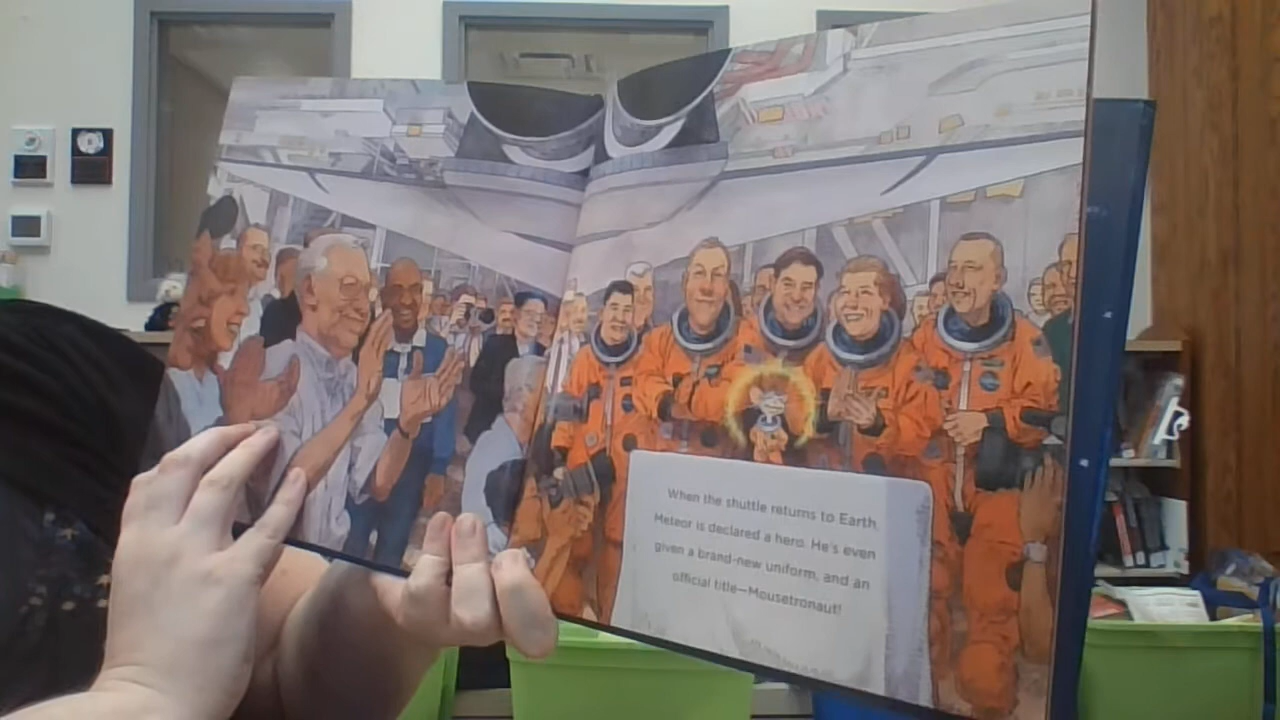 When the shuttle returns to Earth,
Meteor is declared a hero. He's even
given a brand-new uniform, and an
official title—Mousetronaut!